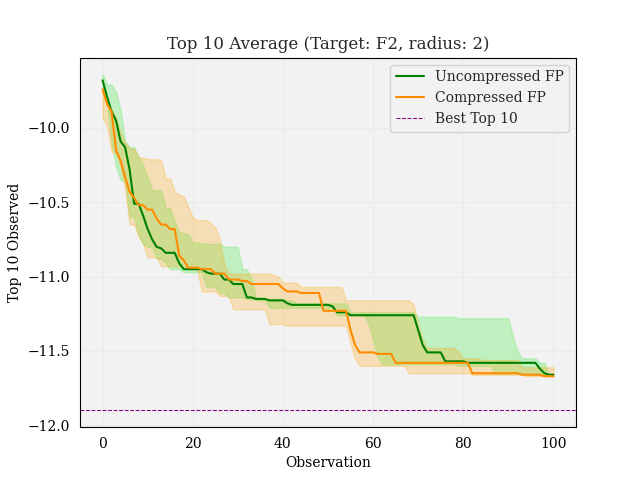 Top 10 Average (Target: F2, radius: 2)
Uncompressed FP
Compressed FP
Best Top 10
Top 10 Observed
−10.0
−10.5
−11.0
−11.5
−12.0
0
20
40
60
80
100
Observation